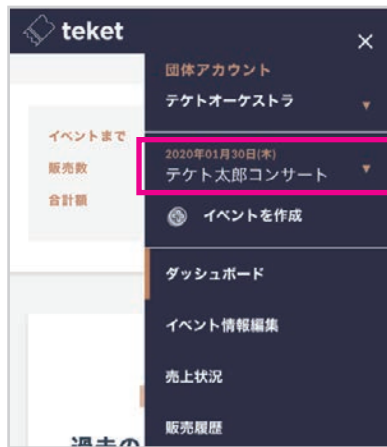 teket
団体アカウント
テケトオーケストラ
イベントまで
販売数
合計額
2020年01月30日(木)
テケト太郎コンサート
イベントを作成
ダッシュボード
イベント情報編集
売上状況
販売履歴
過去の